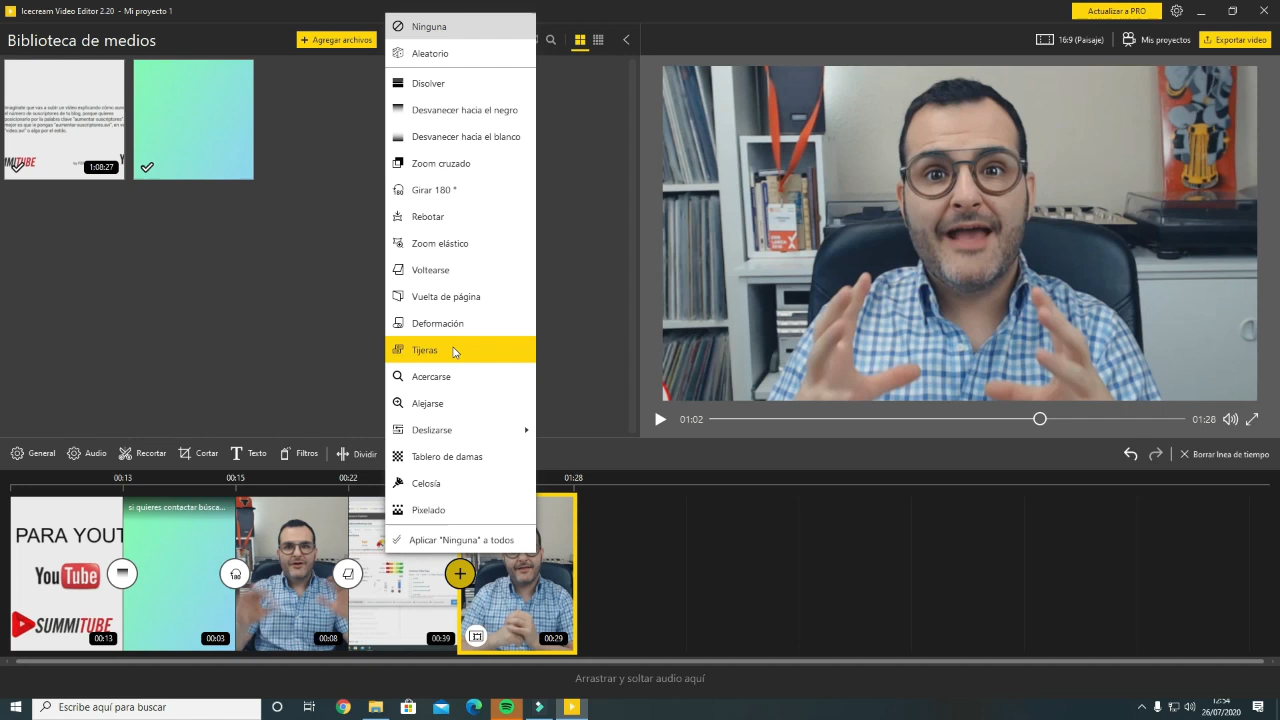 Icecream Video Editor 2.20 - Mi proyecto 1
Actualizar a PRO
Biblioteca de medios
+ Agregar archivos
16:9 (Paisaje)
Mis proyectos
Exportar video
1:08:27
Ninguna
Aleatorio
Disolver
Desvanecer hacia el negro
Desvanecer hacia el blanco
Zoom cruzado
Girar 180 °
Rebotar
Zoom elástico
Voltearse
Vuelta de página
Deformación
Tijeras
Acercarse
Alejarse
Deslizarse
Tablero de damas
Celosía
Pixelado
Aplicar "Ninguna" a todos
01:02
01:28
General
Audio
Recortar
Cortar
Texto
Filtros
Dividir
Borrar línea de tiempo
00:13
00:15
00:22
01:28
PARA YOUT
YouTube
SUMMITUBE
00:13
si quieres contactar búsca...
180
00:03
00:08
00:39
00:29
Arrastrar y soltar audio aquí
Escribe aquí para buscar
12:54
26/07/2020